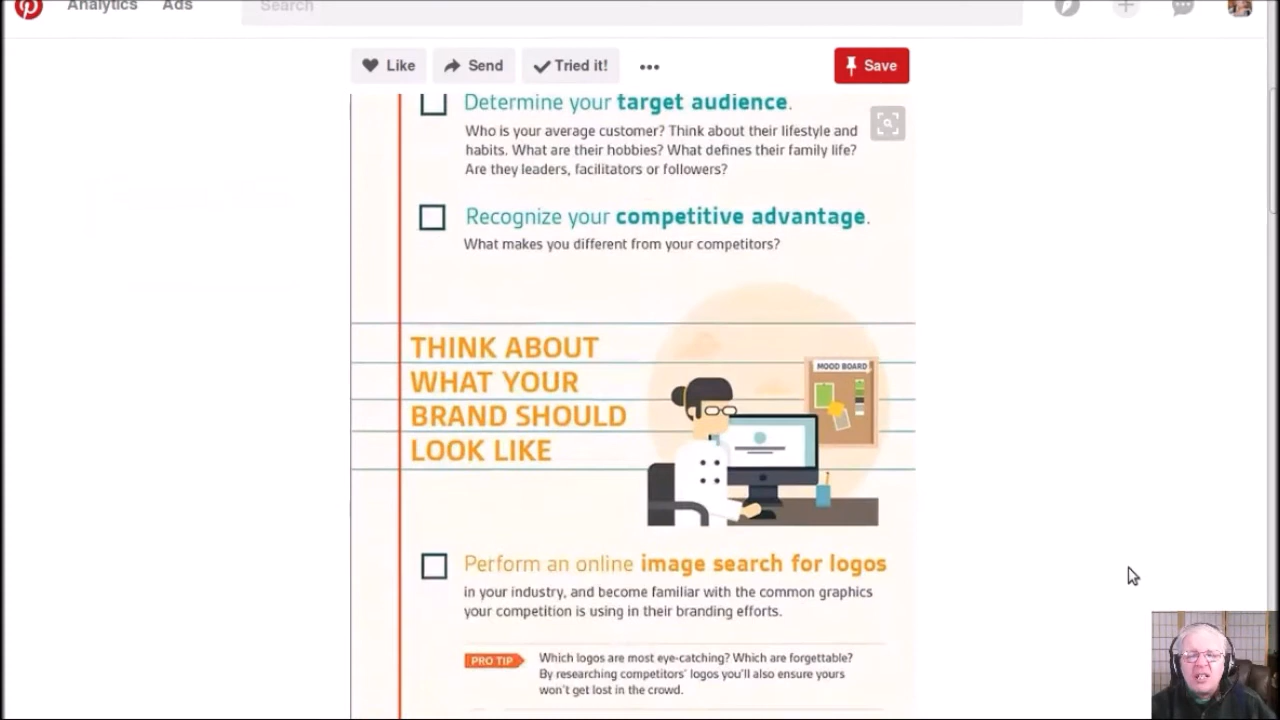 Analytics Ads Search
Like Send Tried it! Save
Determine your target audience.
Who is your average customer? Think about their lifestyle and
habits. What are their hobbies? What defines their family life?
Are they leaders, facilitators or followers?
Recognize your competitive advantage.
What makes you different from your competitors?
THINK ABOUT
WHAT YOUR
BRAND SHOULD
LOOK LIKE
MOOD BOARD
Perform an online image search for logos
in your industry, and become familiar with the common graphics
your competition is using in their branding efforts.
PRO TIP
Which logos are most eye-catching? Which are forgettable?
By researching competitors' logos you'll also ensure yours
won't get lost in the crowd.